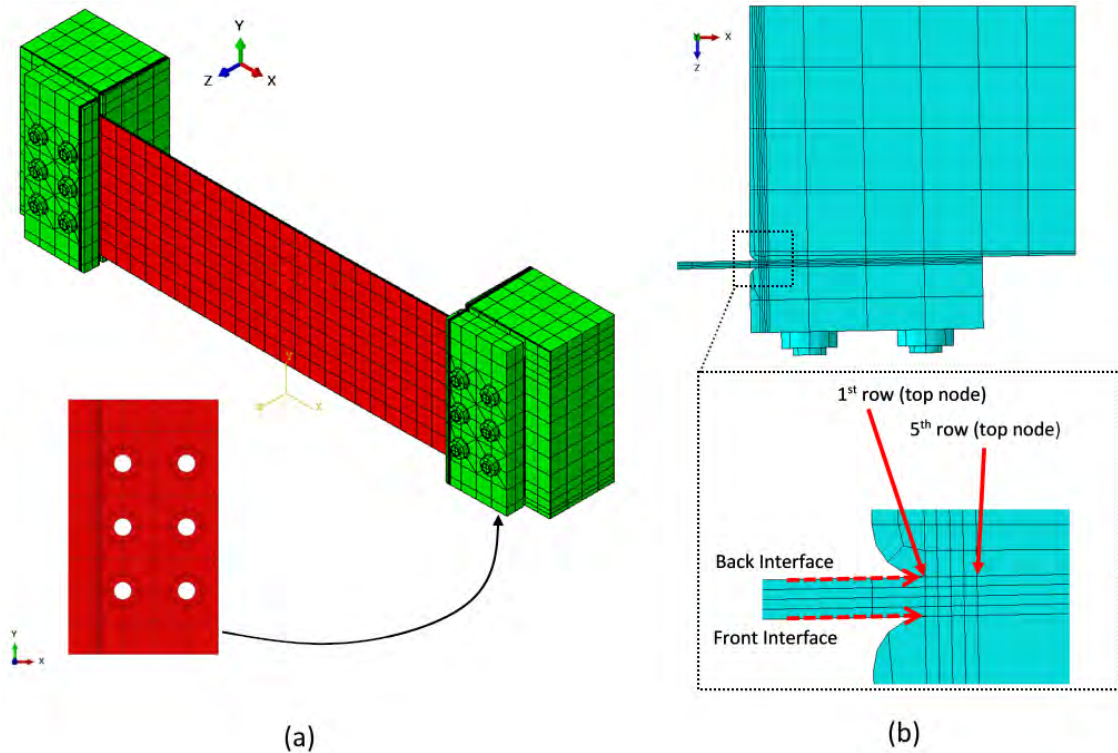 Y
Z
X
Y
X
Z
y
x
1st row (top node)
5th row (top node)
Back Interface
Front Interface
Y
X
(a)
(b)